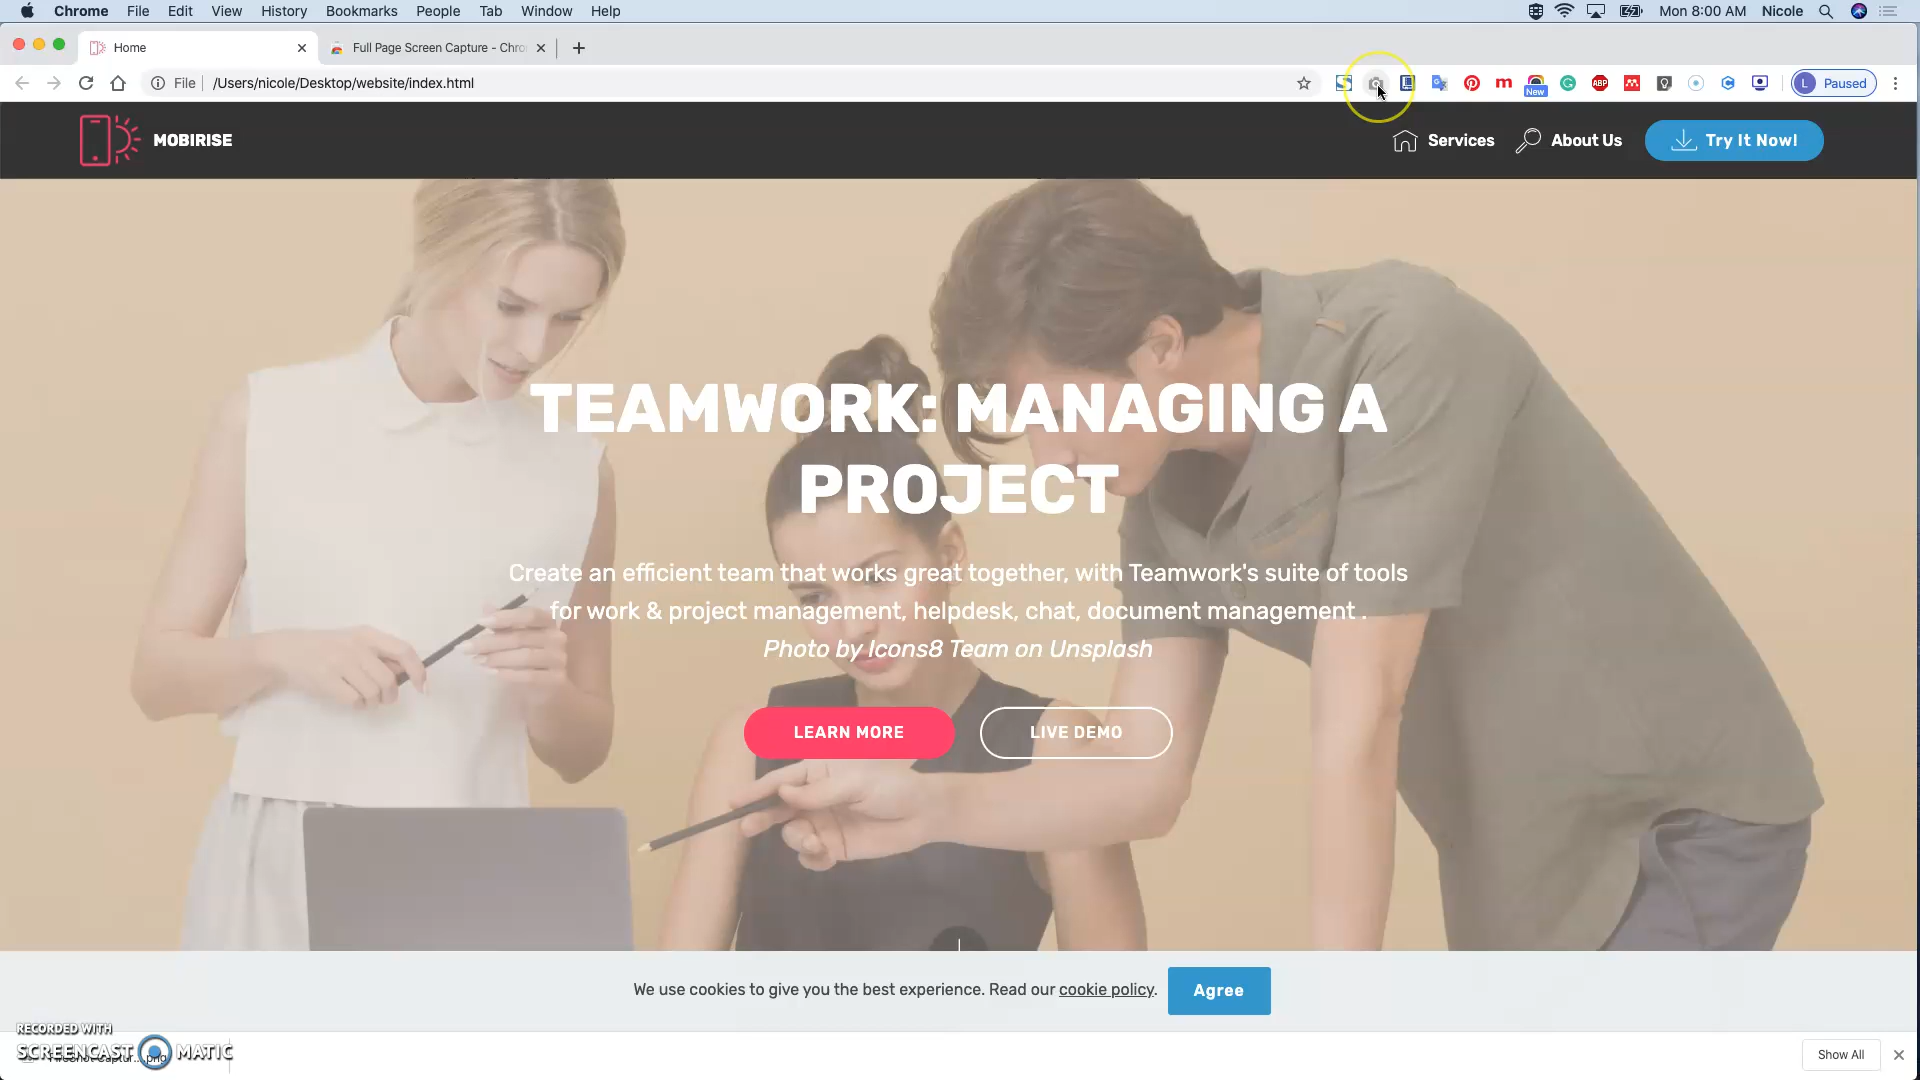 Chrome File Edit View History Bookmarks People Tab Window Help Mon 8:00 AM Nicole
Home Full Page Screen Capture - Chro
File /Users/nicole/Desktop/website/index.html New ABP L Paused
MOBIRISE Services About Us Try It Now!
TEAMWORK: MANAGING A
PROJECT
Create an efficient team that works great together, with Teamwork's suite of tools
for work & project management, helpdesk, chat, document management .
Photo by Icons8 Team on Unsplash
LEARN MORE LIVE DEMO
We use cookies to give you the best experience. Read our cookie policy. Agree
RECORDED WITH
SCREENCAST MATIC
Show All